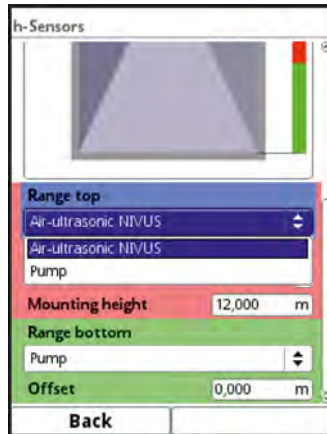 h-Sensors
Range top
Air-ultrasonic NIVUS
Air-ultrasonic NIVUS
Pump
Mounting height 12,000 m
Range bottom
Pump
Offset 0,000 m
Back